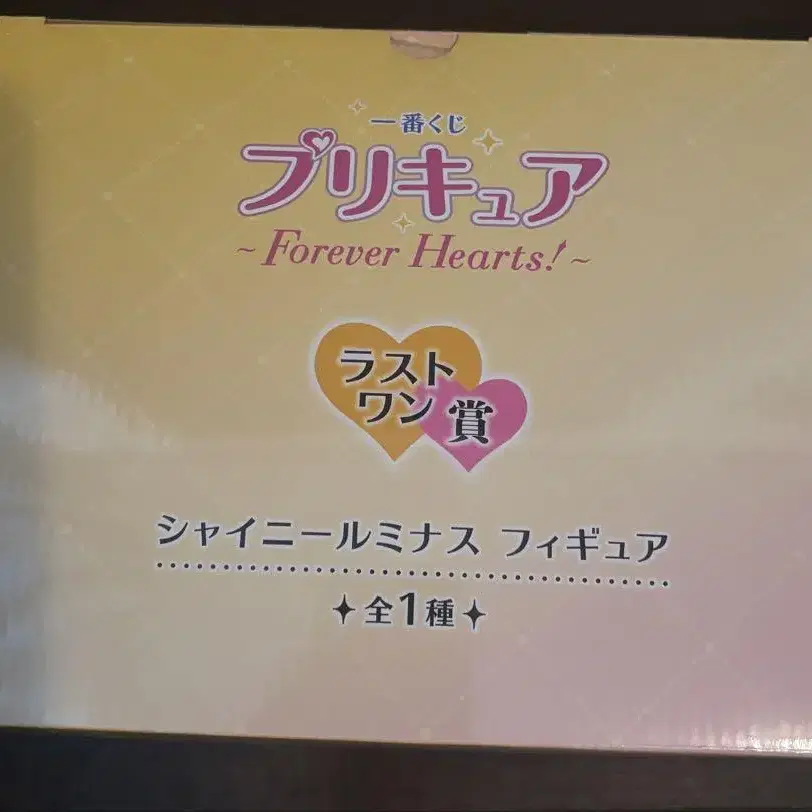 一番くじ
プリキュア
~Forever Hearts!~
ラスト
ワン賞
シャイニールミナス フィギュア
全1種